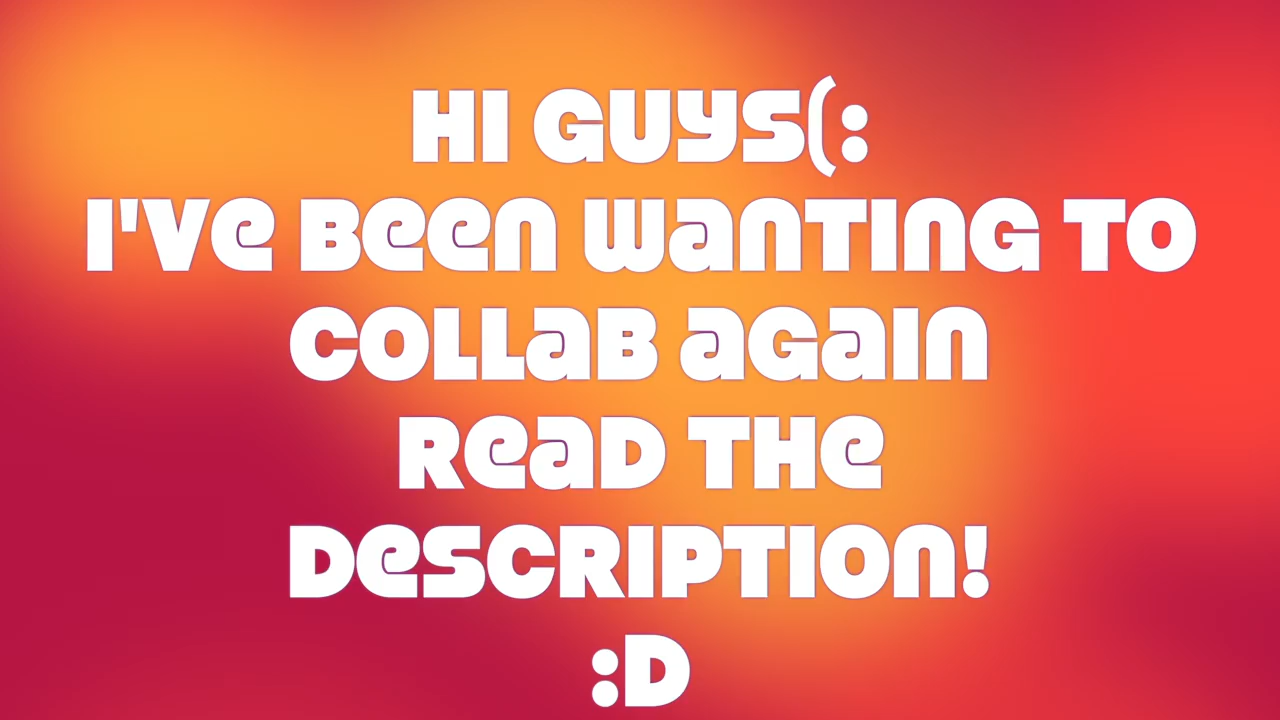 HI GUYS(:
I'VE BEEN WANTING TO
COLLAB AGAIN
READ THE
DESCRIPTION!
:D